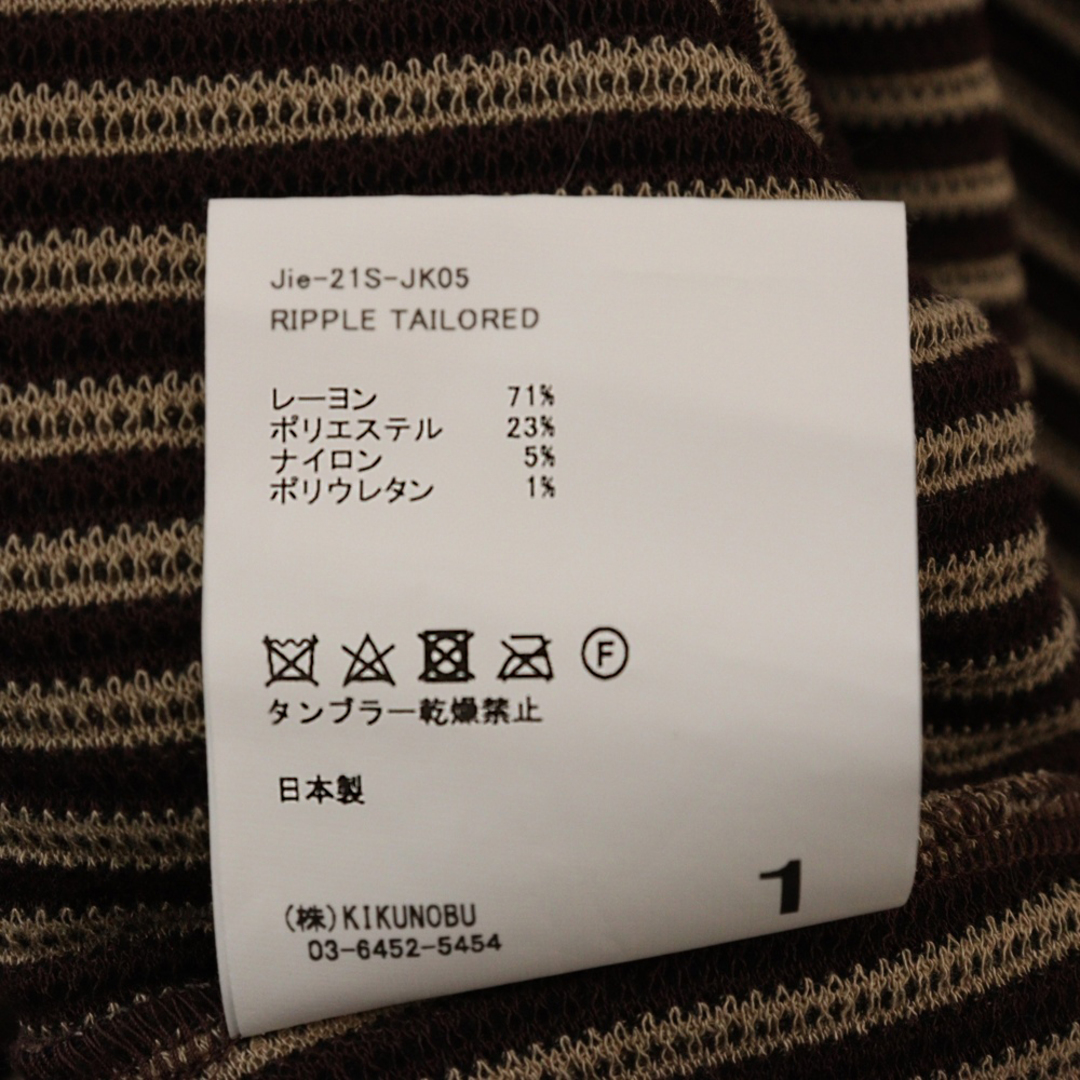 Jie-21S-JK05
RIPPLE TAILORED
レーヨン 71%
ポリエステル 23%
ナイロン 5%
ポリウレタン 1%
F
タンブラー乾燥禁止
日本製
1
(株)KIKUNOBU
03-6452-5454